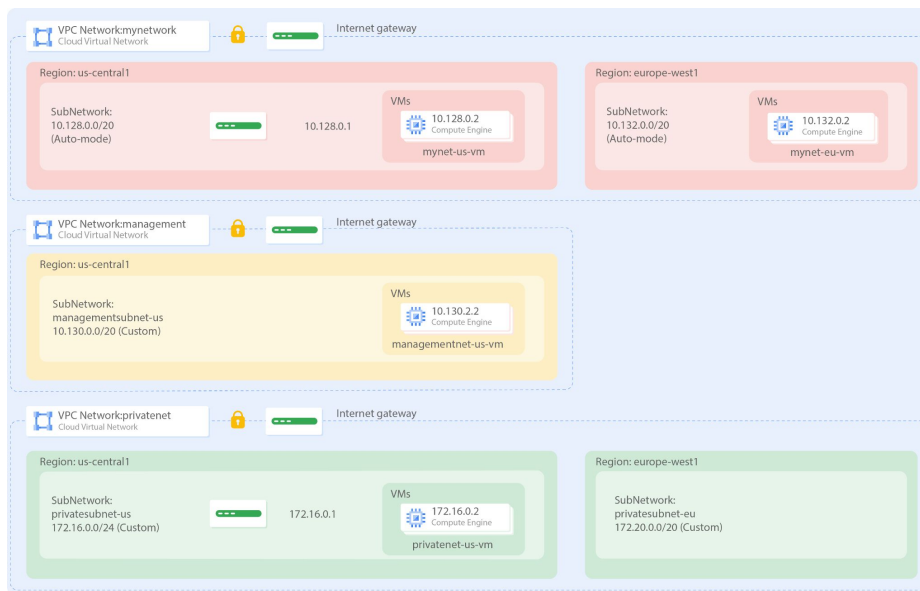 VPC Network:mynetwork
Cloud Virtual Network
Internet gateway
Region: us-central1
SubNetwork:
10.128.0.0/20
(Auto-mode)
10.128.0.1
VMs
10.128.0.2
Compute Engine
mynet-us-vm
Region: europe-west1
SubNetwork:
10.132.0.0/20
(Auto-mode)
VMs
10.132.0.2
Compute Engine
mynet-eu-vm
VPC Network:management
Cloud Virtual Network
Internet gateway
Region: us-central1
SubNetwork:
managementsubnet-us
10.130.0.0/20 (Custom)
VMs
10.130.2.2
Compute Engine
managementnet-us-vm
VPC Network:privatenet
Cloud Virtual Network
Internet gateway
Region: us-central1
SubNetwork:
privatesubnet-us
172.16.0.0/24 (Custom)
172.16.0.1
VMs
172.16.0.2
Compute Engine
privatenet-us-vm
Region: europe-west1
SubNetwork:
privatesubnet-eu
172.20.0.0/20 (Custom)